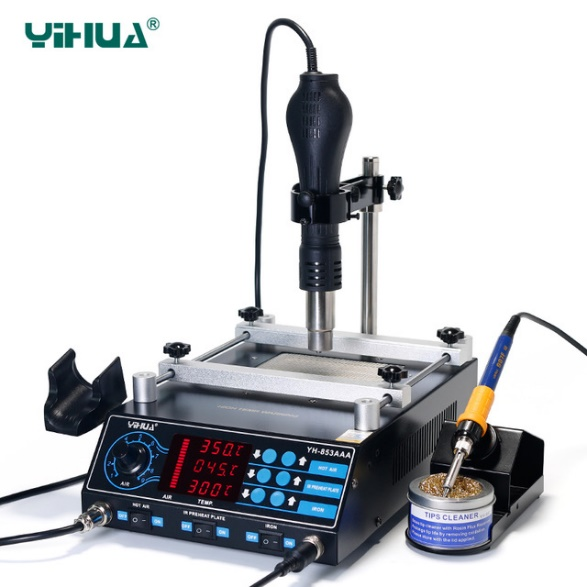 YiHUA®
YiHUA
YH-853AAA
350.℃
045.℃
300℃
HOT AIR
IR PREHEAT PLATE
IRON
AIR
AIR
TEMP
HOT AIR
IR PREHEAT PLATE
IRON
OFF ON
OFF ON
OFF ON
TIPS CLEANER